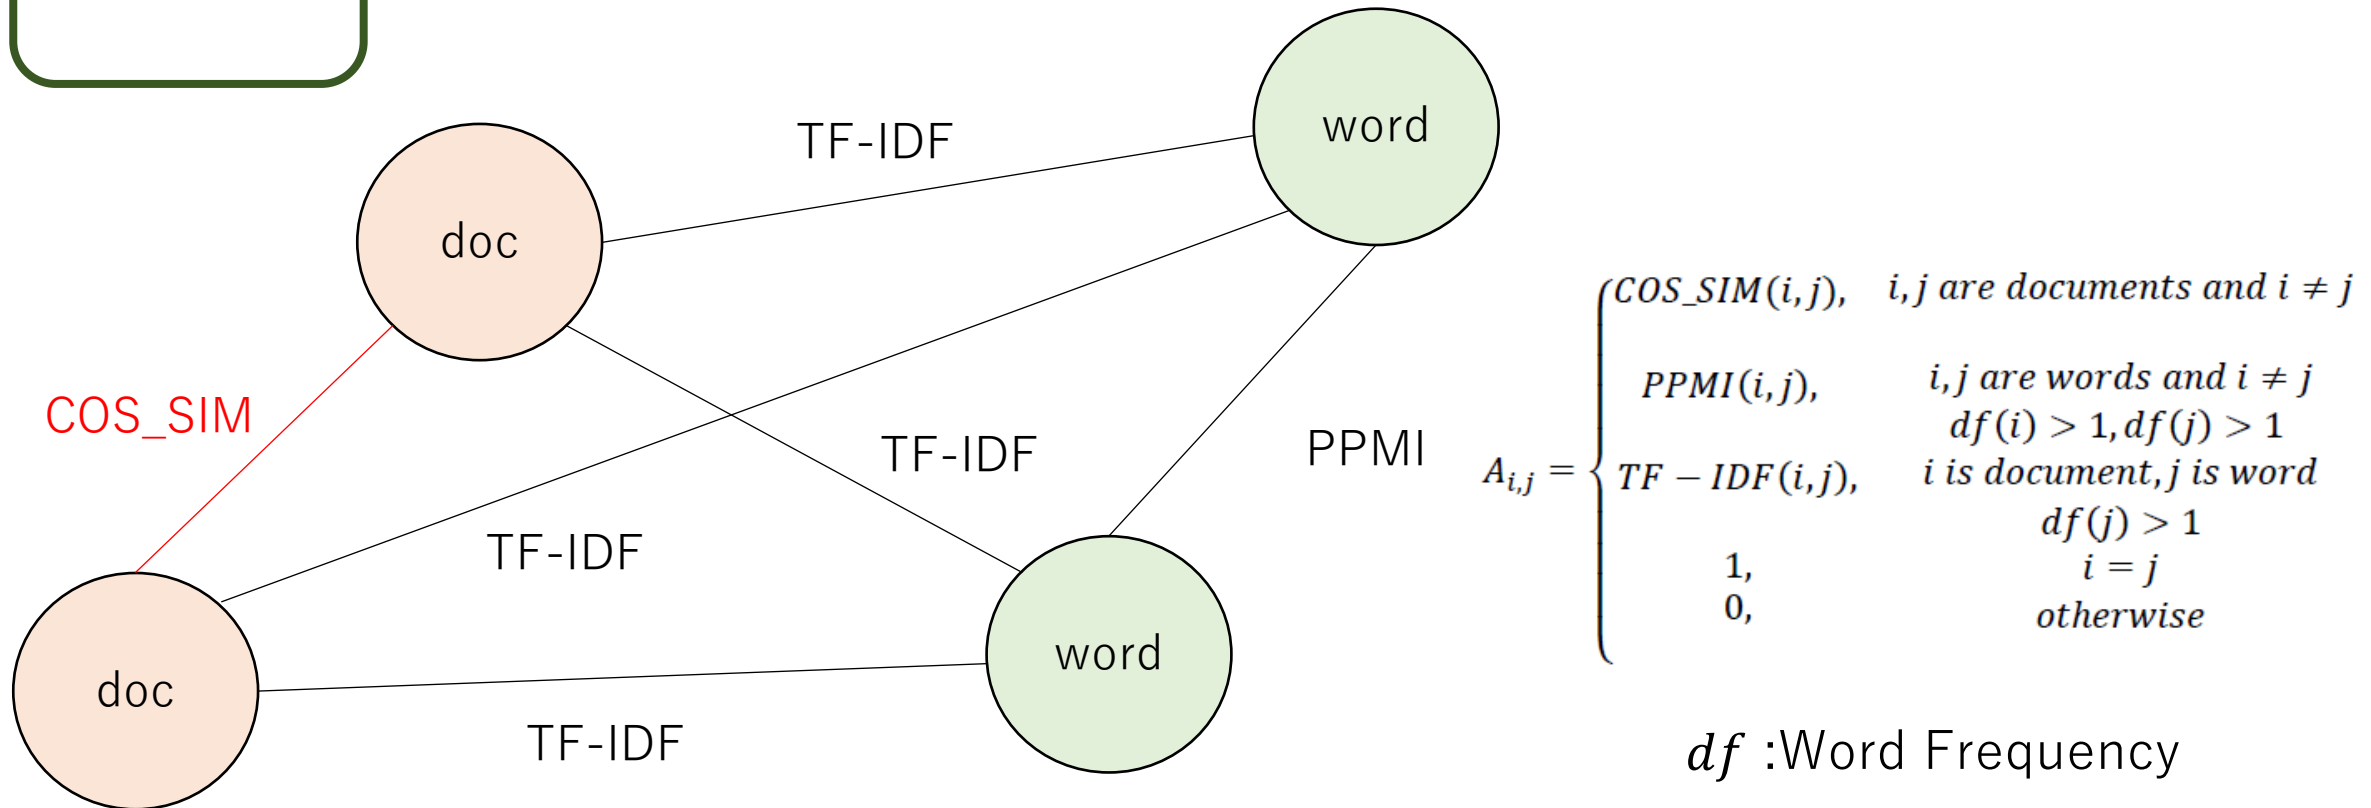 word
TF-IDF
doc
COS_SIM
TF-IDF
PPMI
TF-IDF
word
doc
TF-IDF
A_{i,j} =
COS_SIM(i,j), i,j are documents and i ≠ j
PPMI(i,j), i,j are words and i ≠ j
df(i) > 1, df(j) > 1
TF − IDF(i,j), i is document, j is word
df(j) > 1
1, i = j
0, otherwise
df :Word Frequency